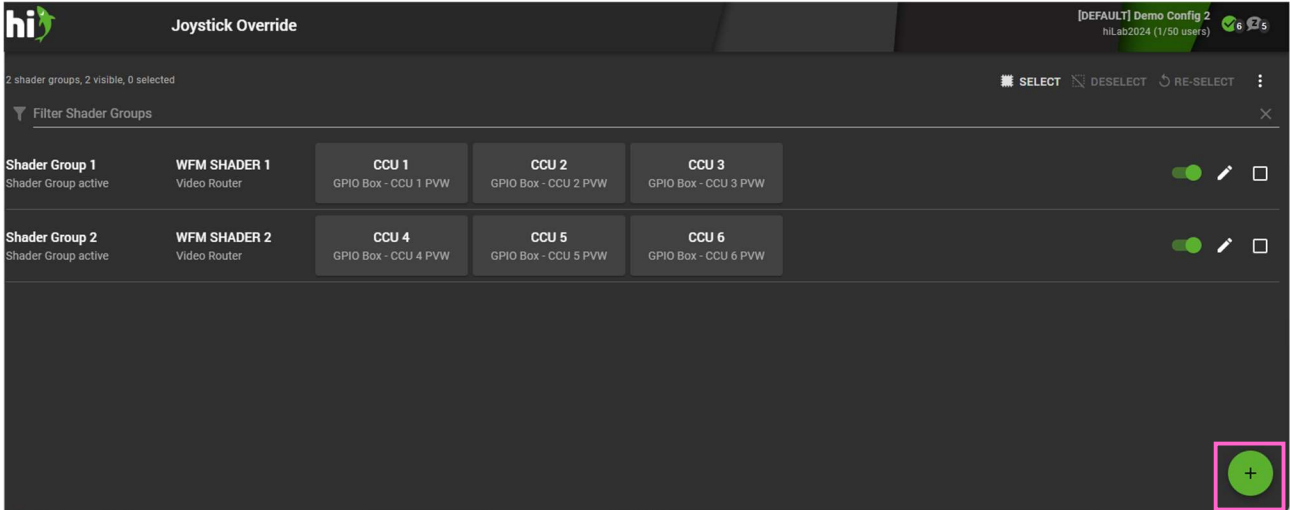 hi
Joystick Override
[DEFAULT] Demo Config 2
hiLab2024 (1/50 users)
6
5
2 shader groups, 2 visible, 0 selected
SELECT
DESELECT
RE-SELECT
Filter Shader Groups
Shader Group 1
Shader Group active
WFM SHADER 1
Video Router
CCU 1
GPIO Box - CCU 1 PVW
CCU 2
GPIO Box - CCU 2 PVW
CCU 3
GPIO Box - CCU 3 PVW
Shader Group 2
Shader Group active
WFM SHADER 2
Video Router
CCU 4
GPIO Box - CCU 4 PVW
CCU 5
GPIO Box - CCU 5 PVW
CCU 6
GPIO Box - CCU 6 PVW
+